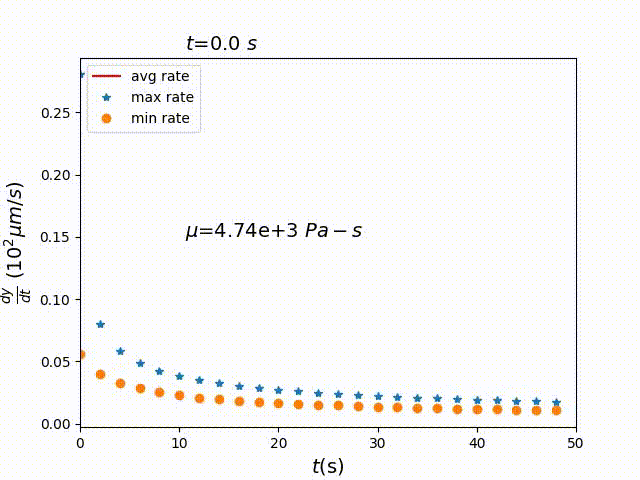 t=0.0 s
avg rate
max rate
min rate
μ=4.74e+3 Pa − s
dy/dt (10²μm/s)
0.25
0.20
0.15
0.10
0.05
0.00
0 10 20 30 40 50
t(s)